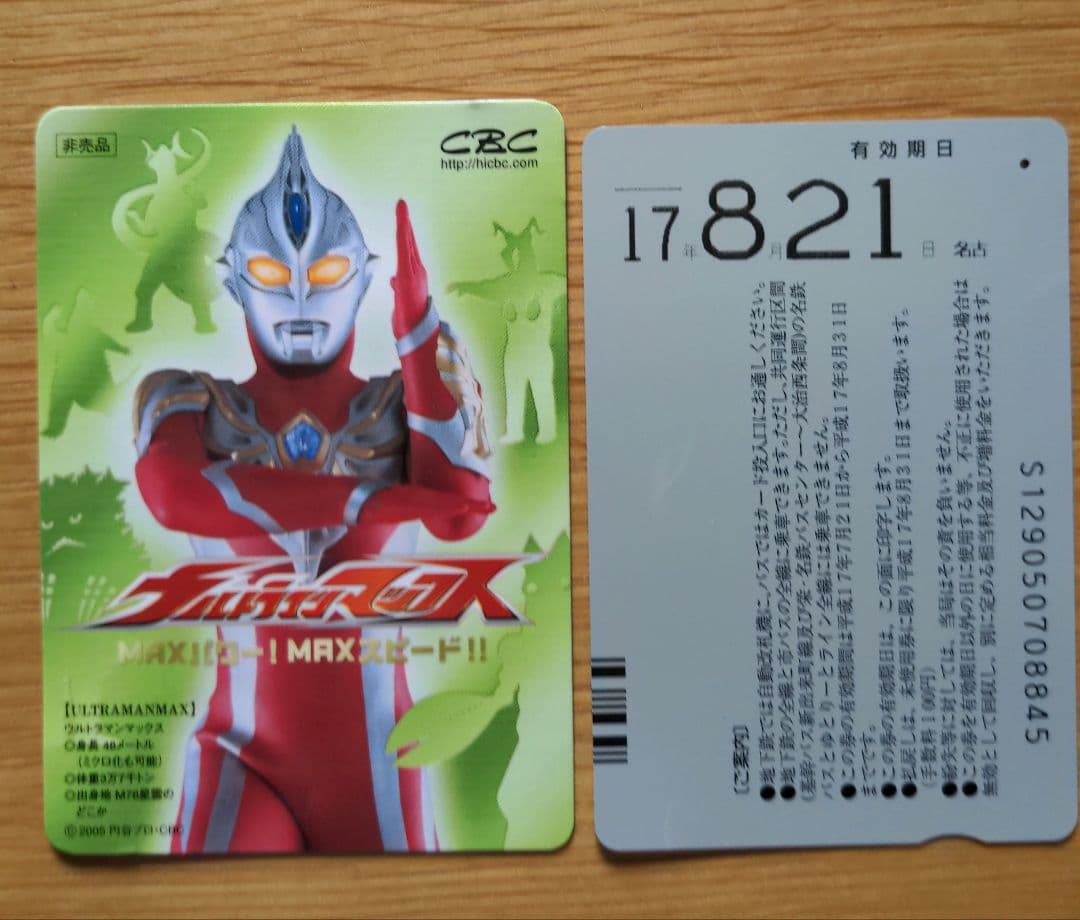 非売品
CBC
http://hicbc.com
ウルトラマンマックス
MAXパワー！MAXスピード!!
【ULTRAMANMAX】
ウルトラマンマックス
◎身長 48メートル
（ミクロ化も可能）
◎体重3万7千トン
◎出身地 M78星雲の
どこか
©2005 円谷プロ・CBC
有効期日
17年8月21日 名古
【ご案内】
●地下鉄では自動改札機に、バスではカード投入口にお通しください。
●地下鉄の全線と市バスの全線に乗車できます。ただし、共同運行区間
(基幹バス新出来町線及び栄・名鉄バスセンター〜大治西条間)の名鉄
バスとゆとりーとライン全線には乗車できません。
●この券の有効期間は平成17年7月21日から平成17年8月31日
までです。
●この券の有効期日は、この面に印字します。
●払戻しは、未使用券に限り平成17年8月31日まで取扱います。
(手数料100円)
●紛失等に対しては、当局はその責を負いません。
●この券を有効期日以外の日に使用する等、不正に使用された場合は
無効として回収し、別に定める相当料金及び増料金をいただきます。
S129050708845